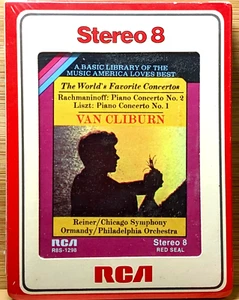 Stereo 8
A BASIC LIBRARY OF THE
MUSIC AMERICA LOVES BEST
The World's Favorite Concertos
Rachmaninoff: Piano Concerto No. 2
Liszt: Piano Concerto No. 1
VAN CLIBURN
Reiner/Chicago Symphony
Ormandy/Philadelphia Orchestra
RCA
R8S-1298
Stereo 8
RED SEAL
RCA